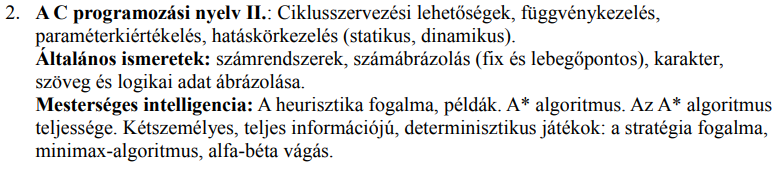 2. A C programozási nyelv II.: Ciklusszervezési lehetőségek, függvénykezelés,
paraméterkiértékelés, hatáskörkezelés (statikus, dinamikus).
Általános ismeretek: számrendszerek, számábrázolás (fix és lebegőpontos), karakter,
szöveg és logikai adat ábrázolása.
Mesterséges intelligencia: A heurisztika fogalma, példák. A* algoritmus. Az A* algoritmus
teljessége. Kétszemélyes, teljes információjú, determinisztikus játékok: a stratégia fogalma,
minimax-algoritmus, alfa-béta vágás.